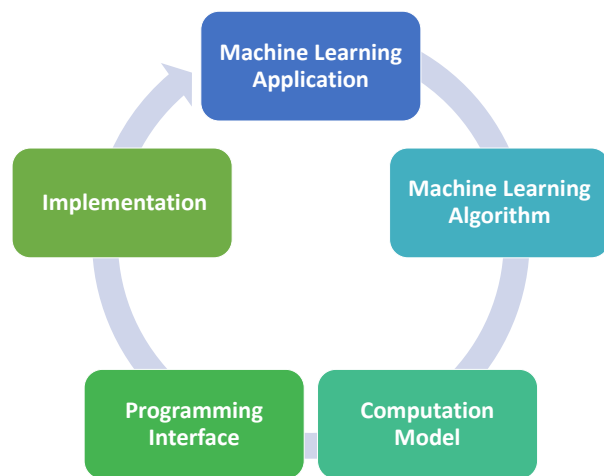 Machine Learning
Application
Machine Learning
Algorithm
Computation
Model
Programming
Interface
Implementation